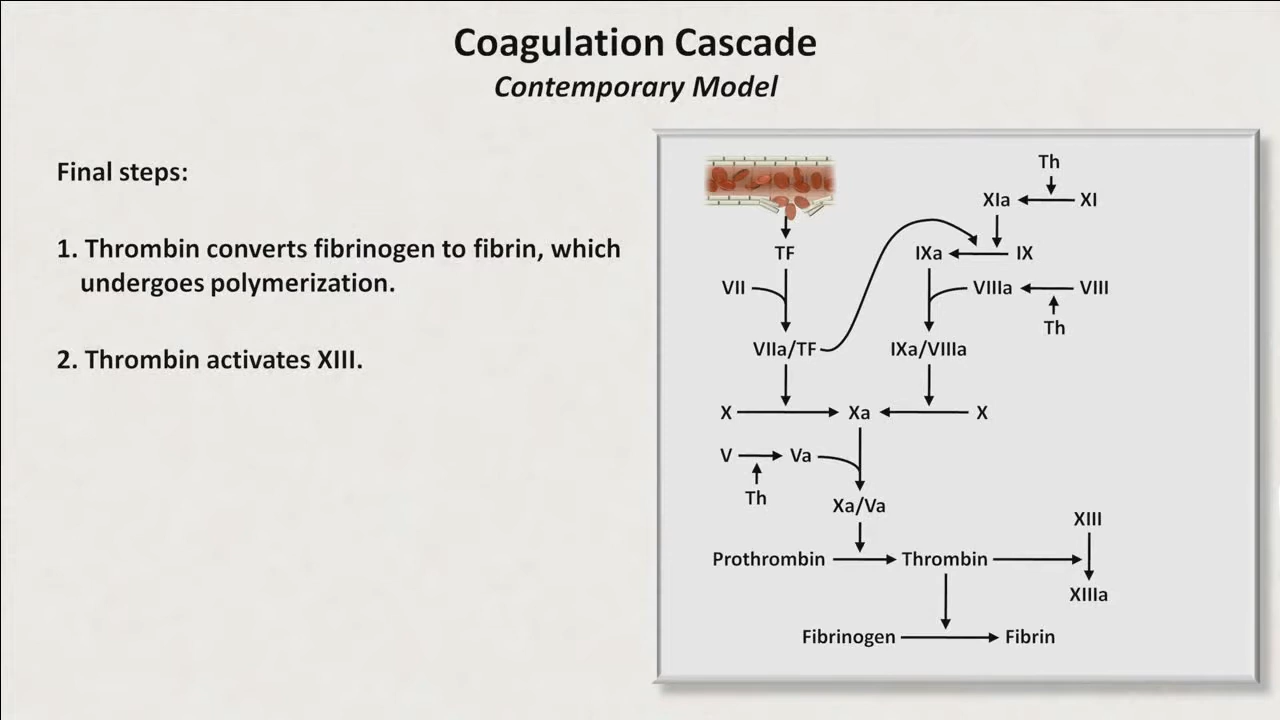 Coagulation Cascade
Contemporary Model
Final steps:
1. Thrombin converts fibrinogen to fibrin, which
undergoes polymerization.
2. Thrombin activates XIII.
Th
XIa XI
TF IXa IX
VII VIIIa VIII
Th
VIIa/TF IXa/VIIIa
X Xa X
V Va
Th
Xa/Va
XIII
Prothrombin Thrombin
XIIIa
Fibrinogen Fibrin